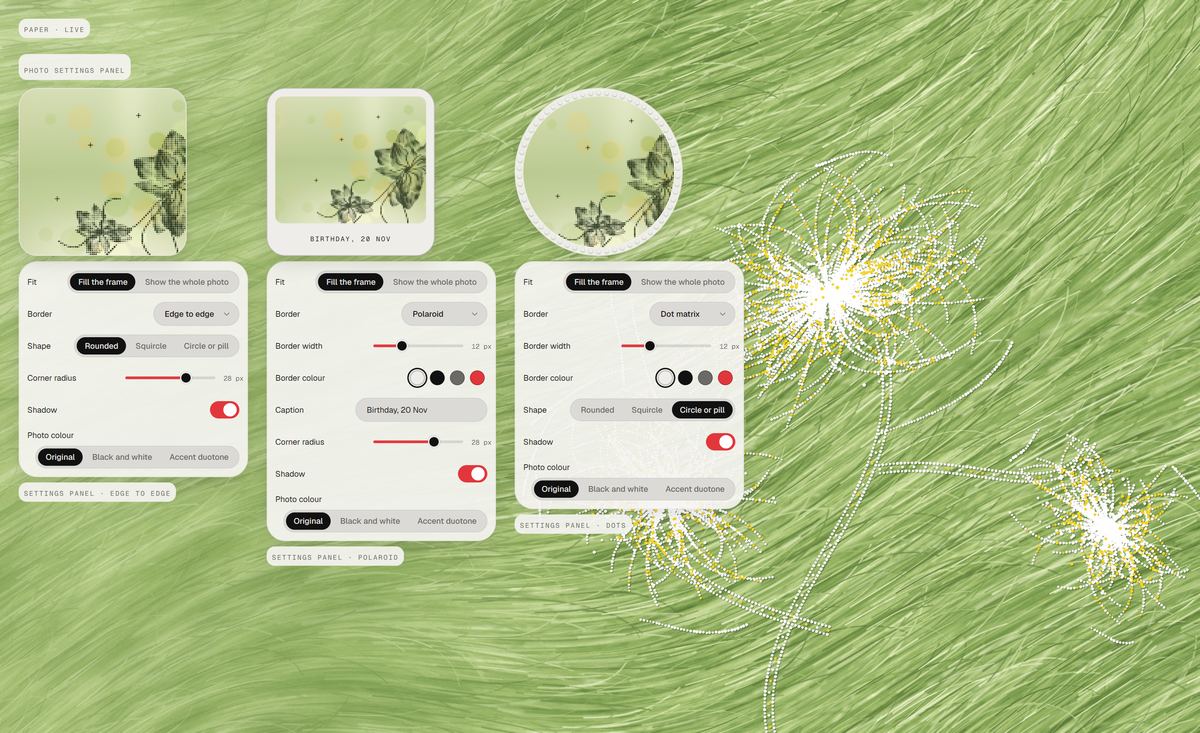 PAPER · LIVE
PHOTO SETTINGS PANEL
BIRTHDAY, 20 NOV
Fit Fill the frame Show the whole photo
Border Edge to edge
Shape Rounded Squircle Circle or pill
Corner radius 28 px
Shadow
Photo colour
Original Black and white Accent duotone
SETTINGS PANEL · EDGE TO EDGE
Fit Fill the frame Show the whole photo
Border Polaroid
Border width 12 px
Border colour
Caption Birthday, 20 Nov
Corner radius 28 px
Shadow
Photo colour
Original Black and white Accent duotone
SETTINGS PANEL · POLAROID
Fit Fill the frame Show the whole photo
Border Dot matrix
Border width 12 px
Border colour
Shape Rounded Squircle Circle or pill
Shadow
Photo colour
Original Black and white Accent duotone
SETTINGS PANEL · DOTS